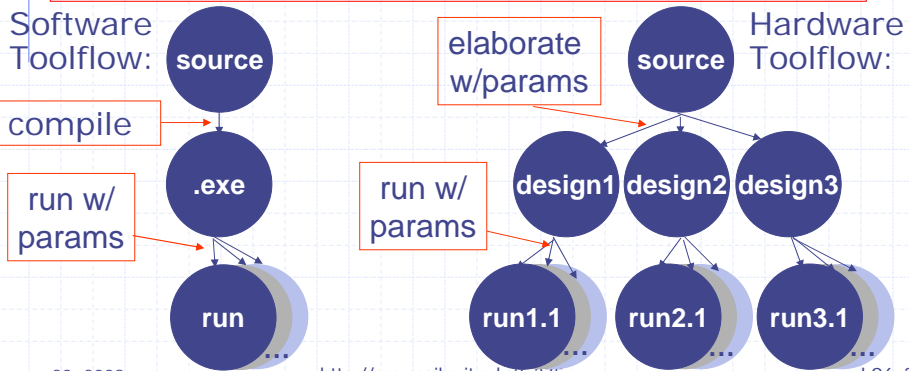 Software
Toolflow:
source
compile
.exe
run w/
params
run
...
Hardware
Toolflow:
source
elaborate
w/params
design1 design2 design3
run w/
params
run1.1 run2.1 run3.1
... ... ...